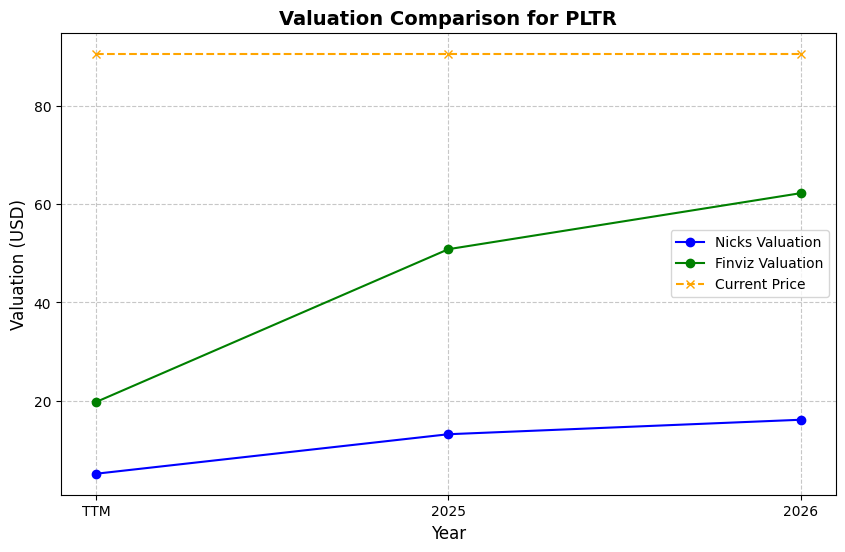 Valuation Comparison for PLTR
Valuation (USD)
80
60
40
20
Nicks Valuation
Finviz Valuation
Current Price
TTM
2025
2026
Year